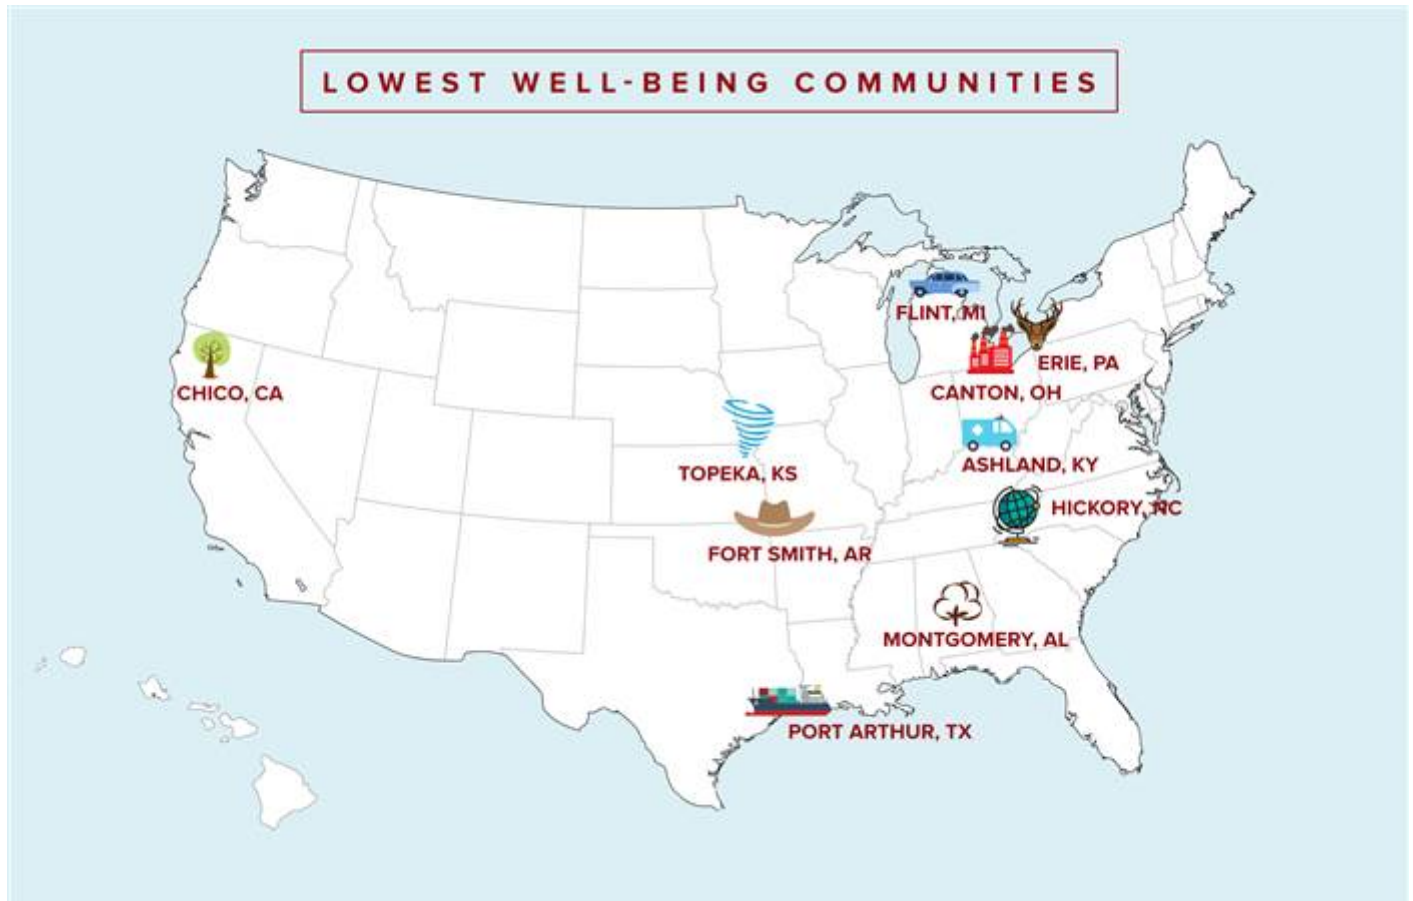 LOWEST WELL-BEING COMMUNITIES
FLINT, MI
ERIE, PA
CHICO, CA
CANTON, OH
ASHLAND, KY
TOPEKA, KS
HICKORY, NC
FORT SMITH, AR
MONTGOMERY, AL
PORT ARTHUR, TX